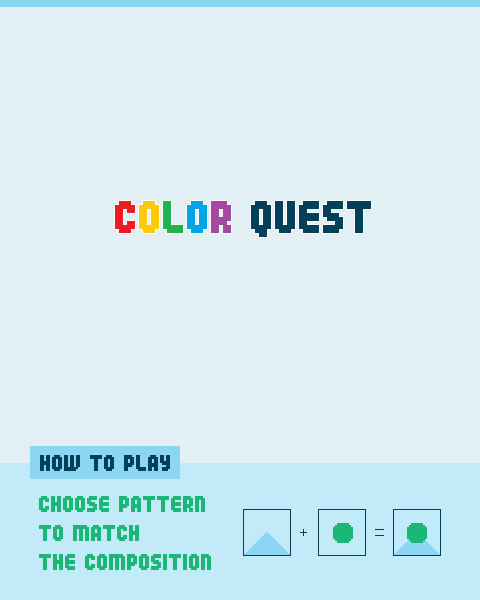 COLOR QUEST
HOW TO PLAY
CHOOSE PATTERN
TO MATCH
THE COMPOSITION
+ =